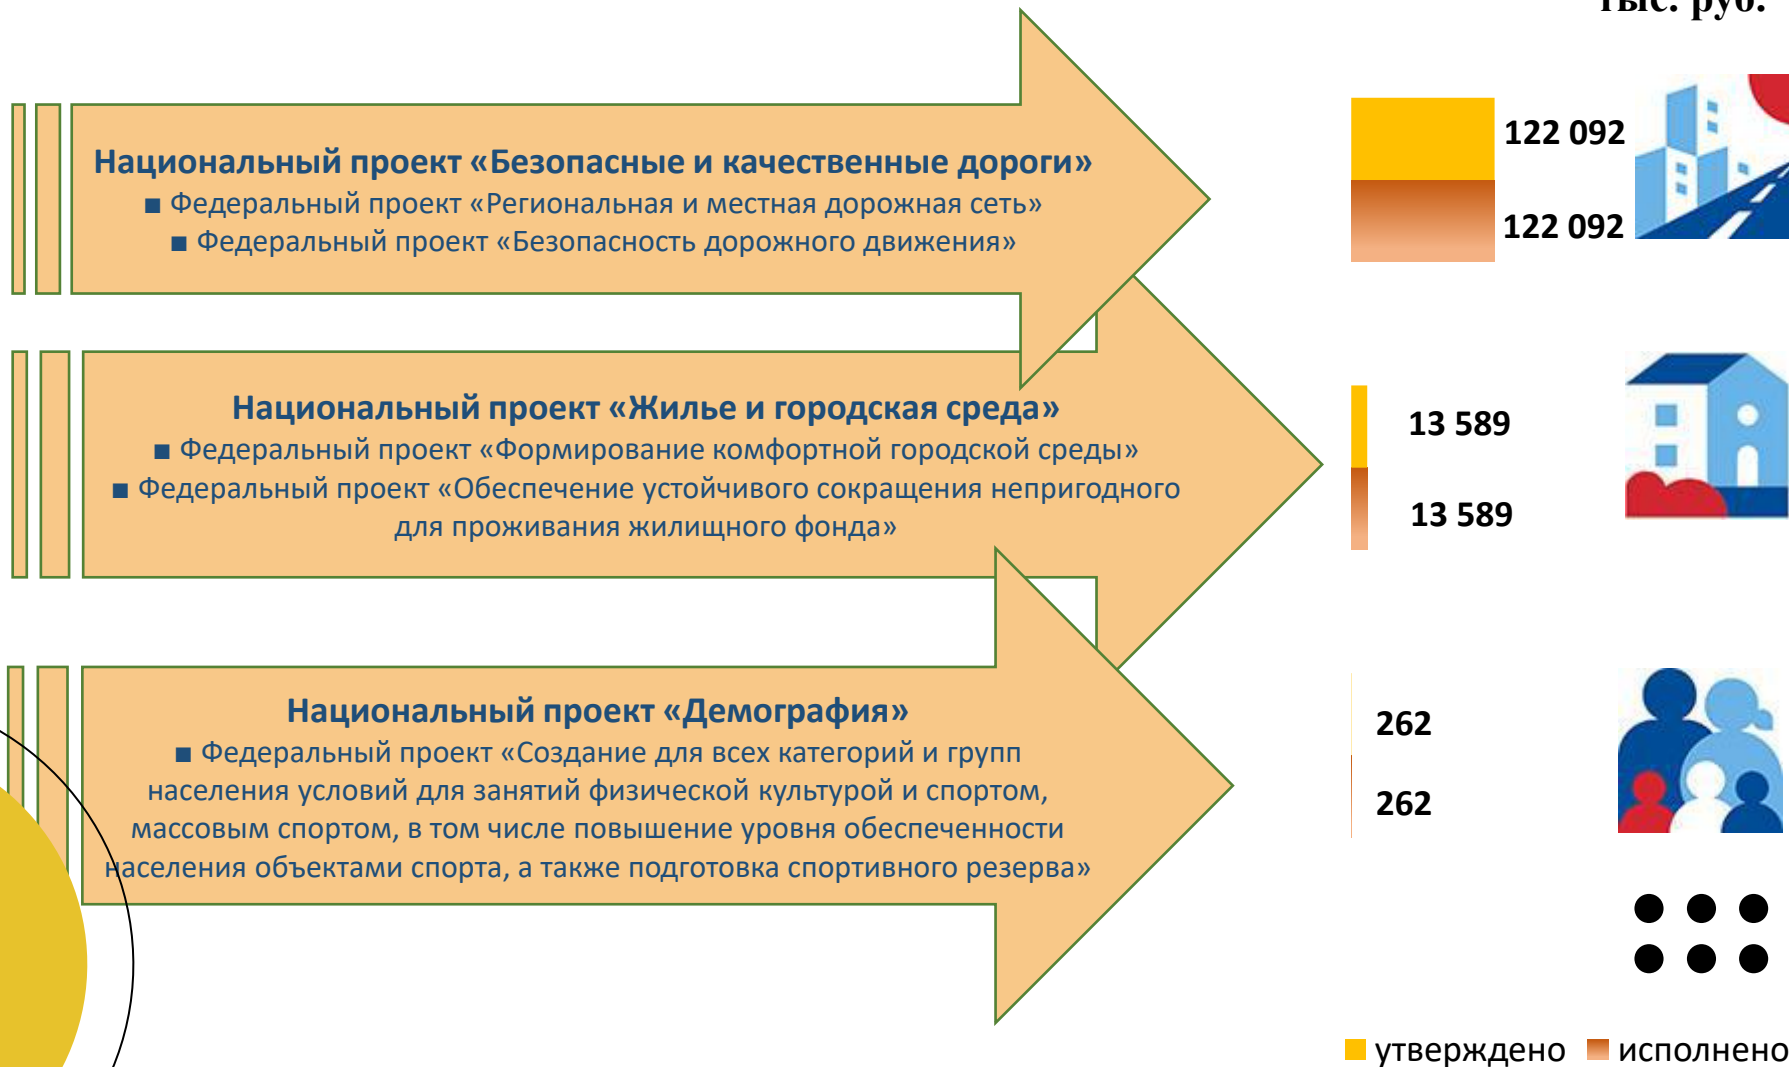 тыс. руб.
Национальный проект «Безопасные и качественные дороги»
■ Федеральный проект «Региональная и местная дорожная сеть»
■ Федеральный проект «Безопасность дорожного движения»
122 092
122 092
Национальный проект «Жилье и городская среда»
■ Федеральный проект «Формирование комфортной городской среды»
■ Федеральный проект «Обеспечение устойчивого сокращения непригодного
для проживания жилищного фонда»
13 589
13 589
Национальный проект «Демография»
■ Федеральный проект «Создание для всех категорий и групп
населения условий для занятий физической культурой и спортом,
массовым спортом, в том числе повышение уровня обеспеченности
населения объектами спорта, а также подготовка спортивного резерва»
262
262
утверждено исполнено